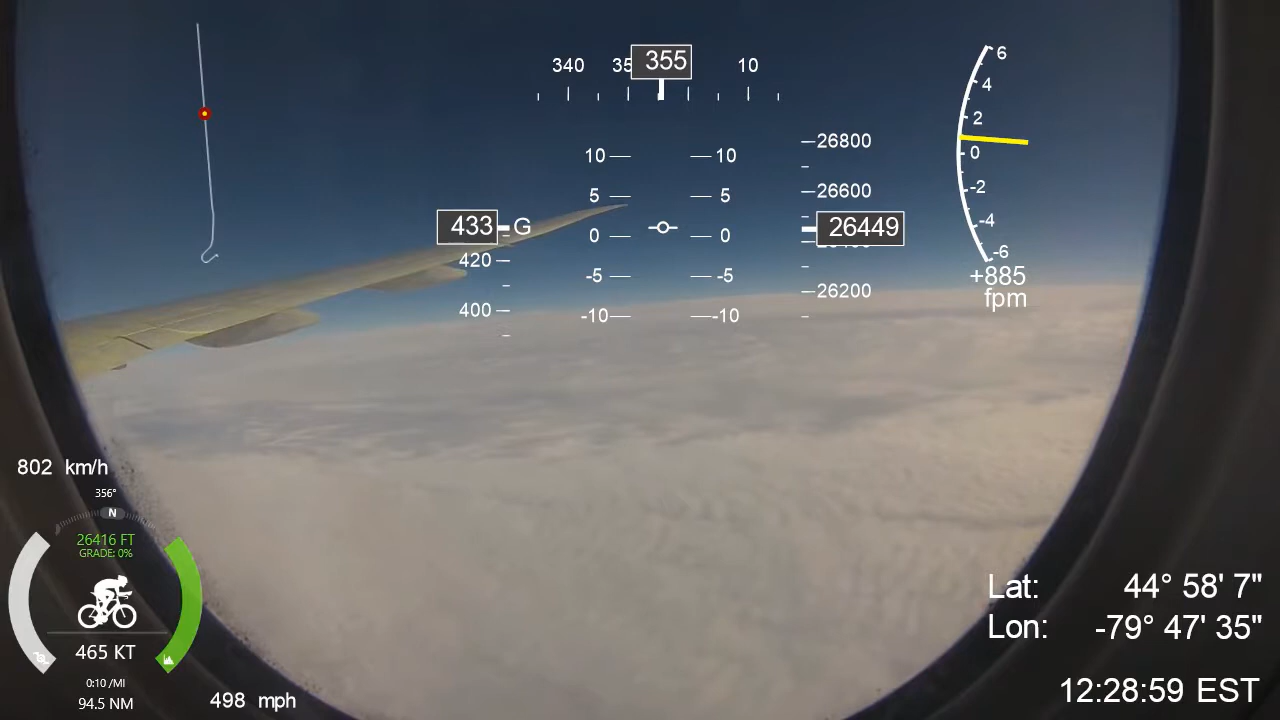 340 35 355 10
10 10
5 5
0 0
-5 -5
-10 -10
433 G
420
400
26800
26600
26449
26200
6
4
2
0
-2
-4
-6
+885
fpm
802 km/h
356°
N
26416 FT
GRADE: 0%
465 KT
0:10 /MI
94.5 NM
498 mph
Lat: 44° 58' 7"
Lon: -79° 47' 35"
12:28:59 EST